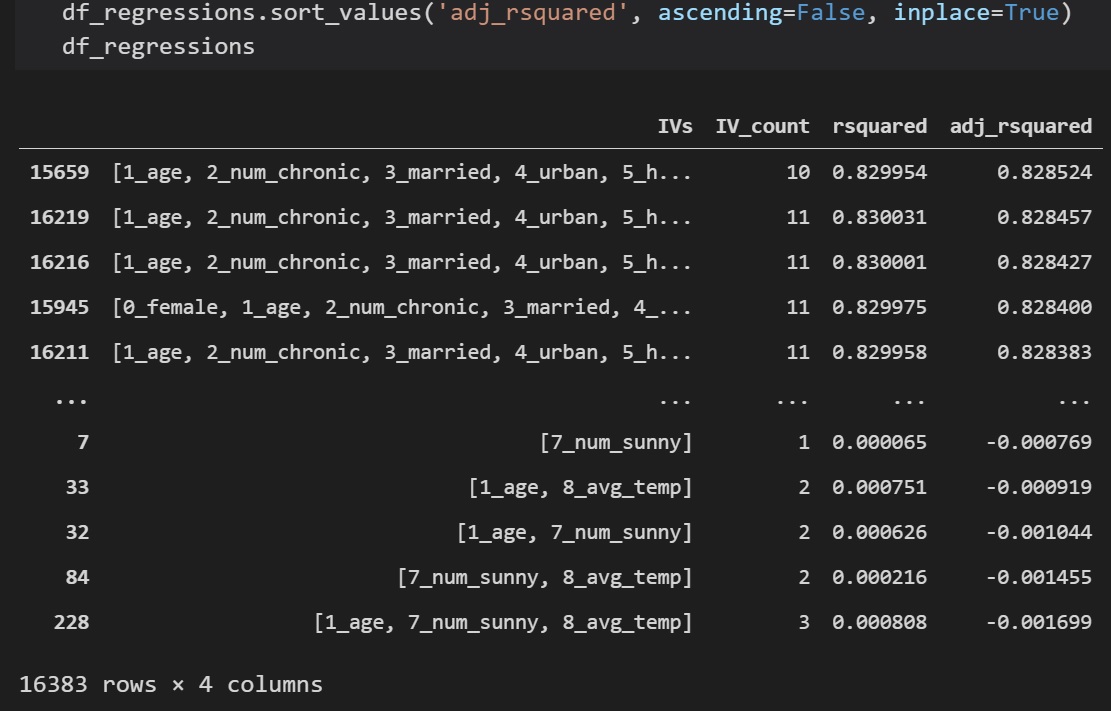 df_regressions.sort_values('adj_rsquared', ascending=False, inplace=True)
df_regressions
IVs IV_count rsquared adj_rsquared
15659 [1_age, 2_num_chronic, 3_married, 4_urban, 5_h... 10 0.829954 0.828524
16219 [1_age, 2_num_chronic, 3_married, 4_urban, 5_h... 11 0.830031 0.828457
16216 [1_age, 2_num_chronic, 3_married, 4_urban, 5_h... 11 0.830001 0.828427
15945 [0_female, 1_age, 2_num_chronic, 3_married, 4_... 11 0.829975 0.828400
16211 [1_age, 2_num_chronic, 3_married, 4_urban, 5_h... 11 0.829958 0.828383
... ... ... ... ...
7 [7_num_sunny] 1 0.000065 -0.000769
33 [1_age, 8_avg_temp] 2 0.000751 -0.000919
32 [1_age, 7_num_sunny] 2 0.000626 -0.001044
84 [7_num_sunny, 8_avg_temp] 2 0.000216 -0.001455
228 [1_age, 7_num_sunny, 8_avg_temp] 3 0.000808 -0.001699
16383 rows × 4 columns